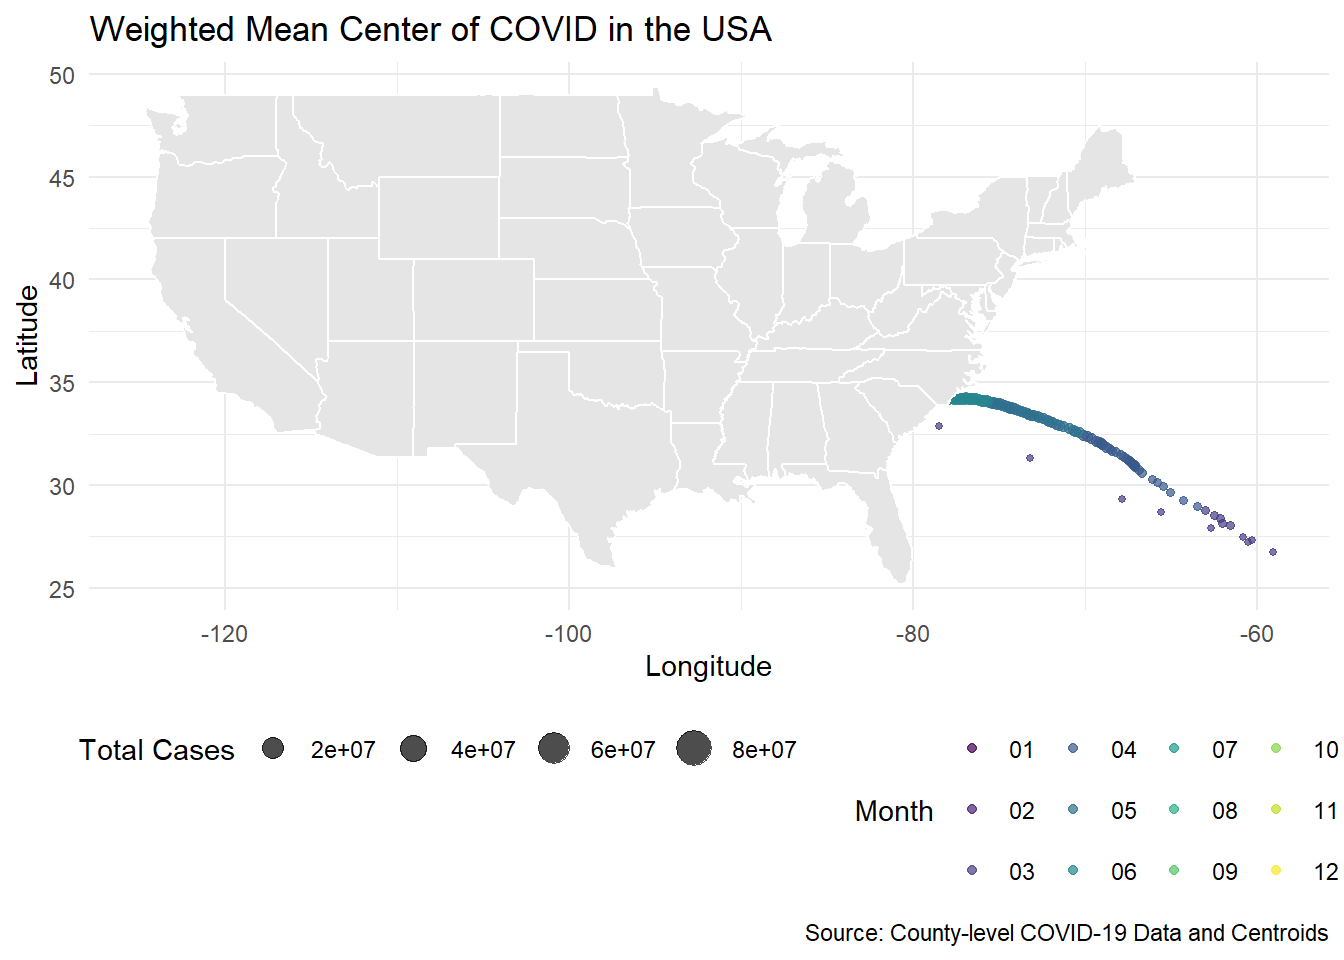 Weighted Mean Center of COVID in the USA
50
45
40
35
30
25
Latitude
-120 -100 -80 -60
Longitude
Total Cases 2e+07 4e+07 6e+07 8e+07
Month
01 04 07 10
02 05 08 11
03 06 09 12
Source: County-level COVID-19 Data and Centroids